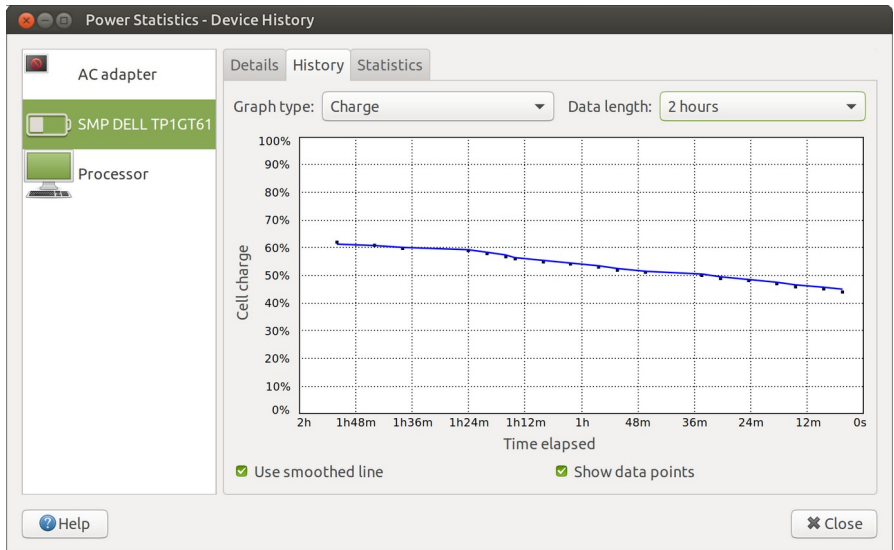 Power Statistics - Device History
AC adapter
SMP DELL TP1GT61
Processor
Details History Statistics
Graph type: Charge Data length: 2 hours
100%
90%
80%
70%
60%
50%
40%
30%
20%
10%
0%
Cell charge
2h 1h48m 1h36m 1h24m 1h12m 1h 48m 36m 24m 12m 0s
Time elapsed
Use smoothed line Show data points
Help Close